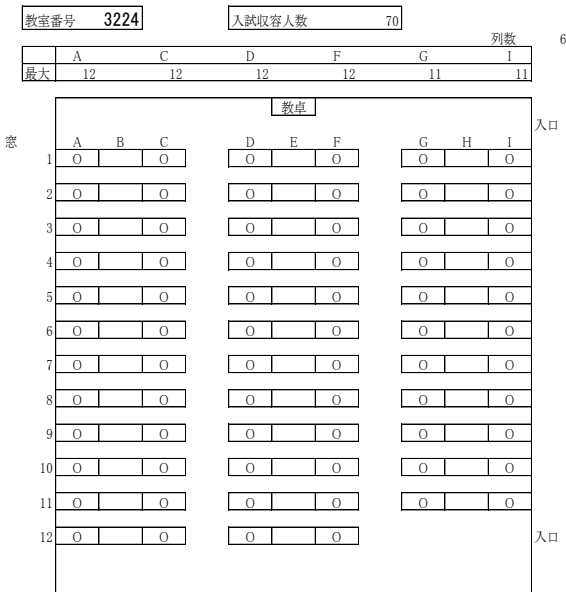 教室番号 3224 入試収容人数 70
列数 6
A C D F G I
最大 12 12 12 12 11 11
教卓
入口
窓
A B C D E F G H I
1 O O O O O O
2 O O O O O O
3 O O O O O O
4 O O O O O O
5 O O O O O O
6 O O O O O O
7 O O O O O O
8 O O O O O O
9 O O O O O O
10 O O O O O O
11 O O O O O O
12 O O O O 入口